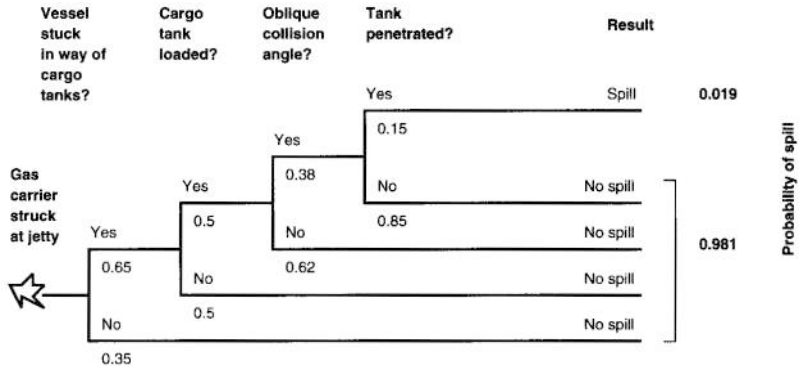 Vessel
stuck
in way of
cargo
tanks?
Cargo
tank
loaded?
Oblique
collision
angle?
Tank
penetrated?
Result
Yes
Spill
0.019
0.15
Yes
0.38
No
No spill
0.85
Yes
0.5
No
No spill
0.62
0.981
Gas
carrier
struck
at jetty
Yes
0.65
No
No spill
0.5
No
No spill
0.35
Probability of spill